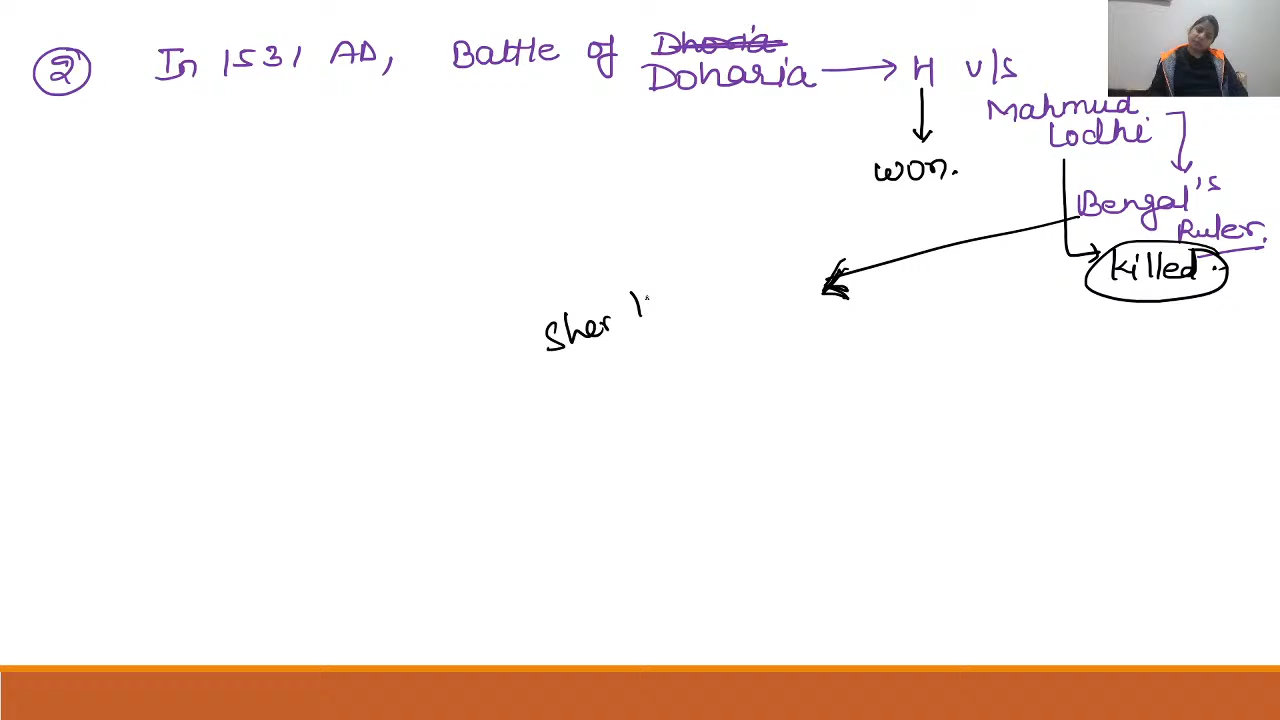 ② In 1531 AD, Battle of Dhoria
Doharia → H v/s
Mahmud
Lodhi
won.
Bengal's
Ruler.
killed.
Sher